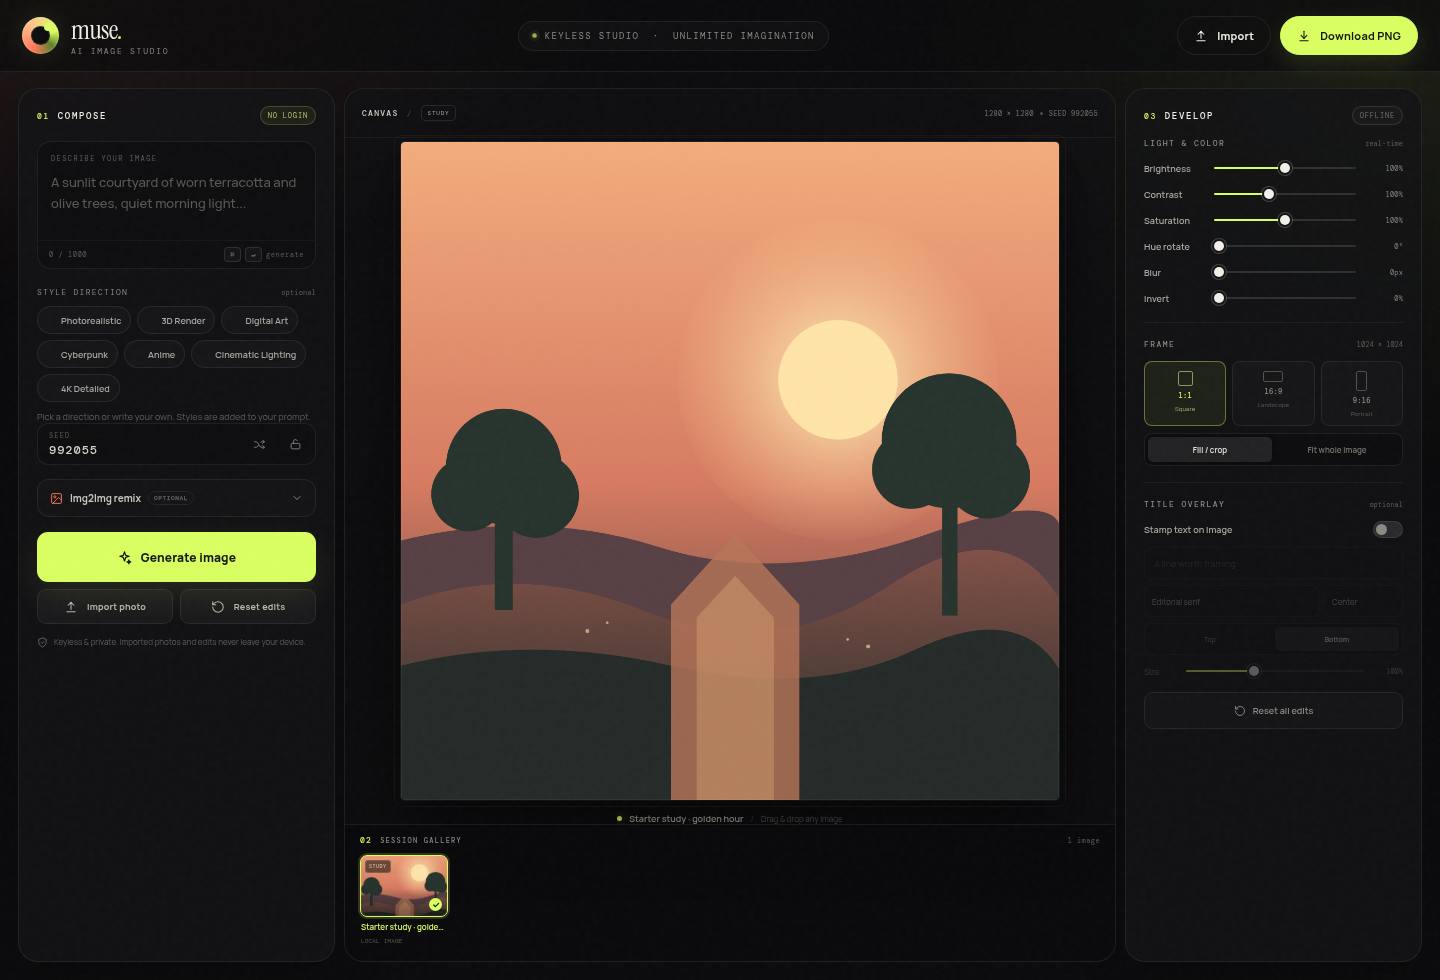 muse.
AI IMAGE STUDIO
KEYLESS STUDIO · UNLIMITED IMAGINATION
Import
Download PNG
01 COMPOSE
NO LOGIN
DESCRIBE YOUR IMAGE
A sunlit courtyard of worn terracotta and
olive trees, quiet morning light...
0 / 1000
⌘ ↵ generate
STYLE DIRECTION
optional
Photorealistic
3D Render
Digital Art
Cyberpunk
Anime
Cinematic Lighting
4K Detailed
Pick a direction or write your own. Styles are added to your prompt.
SEED
992055
Img2Img remix
OPTIONAL
Generate image
Import photo
Reset edits
Keyless & private. Imported photos and edits never leave your device.
CANVAS / STUDY
1280 × 1280 • SEED 992055
Starter study · golden hour / Drag & drop any image
02 SESSION GALLERY
1 image
STUDY
Starter study · golde...
LOCAL IMAGE
03 DEVELOP
OFFLINE
LIGHT & COLOR
real-time
Brightness 100%
Contrast 100%
Saturation 100%
Hue rotate 0°
Blur 0px
Invert 0%
FRAME
1024 × 1024
1:1
Square
16:9
Landscape
9:16
Portrait
Fill / crop
Fit whole image
TITLE OVERLAY
optional
Stamp text on image
A line worth framing
Editorial serif
Center
Top
Bottom
Size 100%
Reset all edits